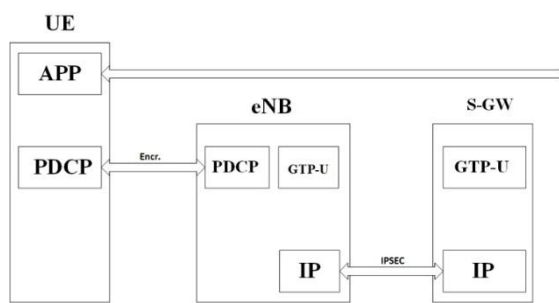 UE
APP
eNB
S-GW
PDCP
Encr.
PDCP
GTP-U
GTP-U
IP
IPSEC
IP